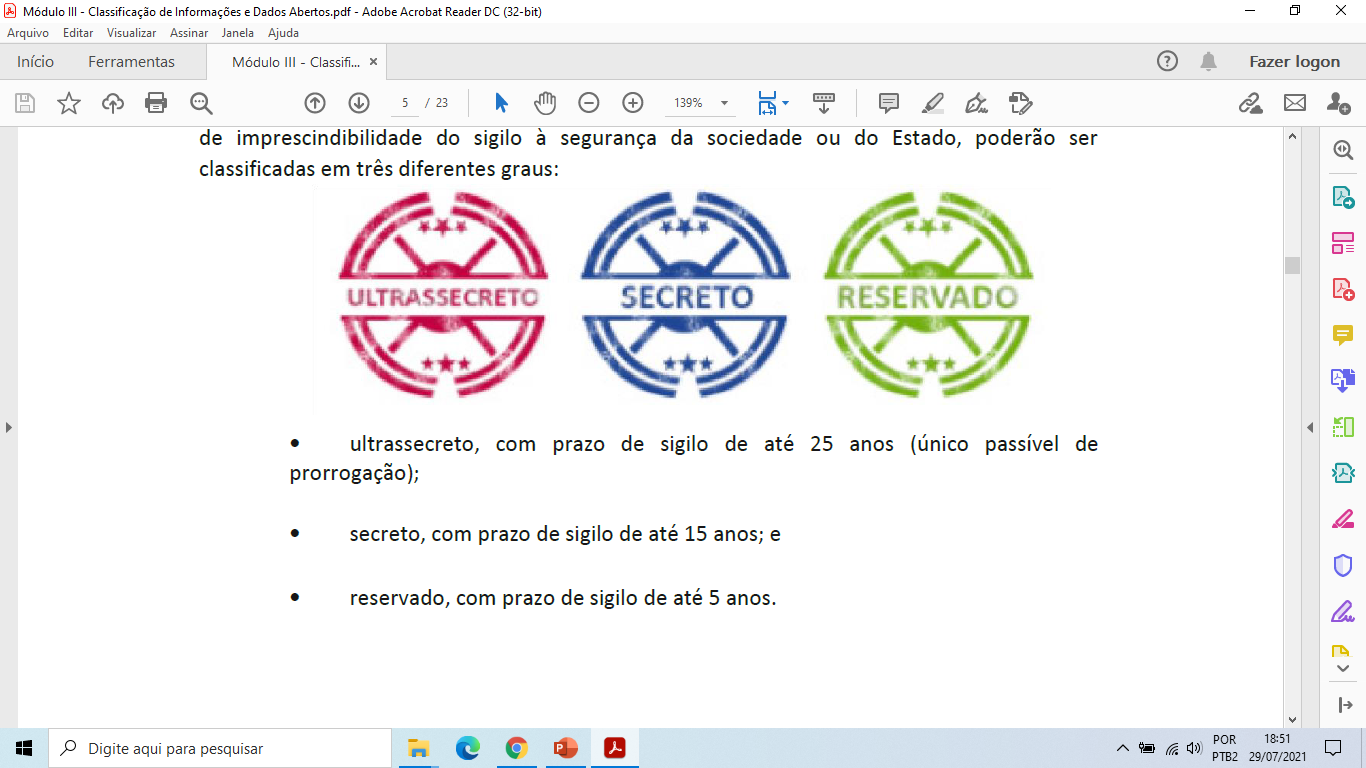 Módulo III - Classificação de Informações e Dados Abertos.pdf - Adobe Acrobat Reader DC (32-bit)
Arquivo Editar Visualizar Assinar Janela Ajuda
Início Ferramentas Módulo III - Classifi... Fazer logon
5 / 23 139%
de imprescindibilidade do sigilo à segurança da sociedade ou do Estado, poderão ser
classificadas em três diferentes graus:
ULTRASSECRETO SECRETO RESERVADO
• ultrassecreto, com prazo de sigilo de até 25 anos (único passível de
prorrogação);
• secreto, com prazo de sigilo de até 15 anos; e
• reservado, com prazo de sigilo de até 5 anos.
Digite aqui para pesquisar
POR 18:51
PTB2 29/07/2021